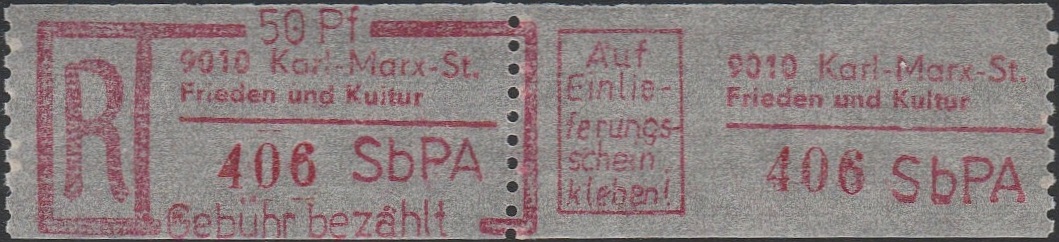 50 Pf
R
9010 Karl-Marx-St.
Frieden und Kultur
406 SbPA
Gebühr bezahlt
Auf
Einlie-
ferungs-
schein
kleben!
9010 Karl-Marx-St.
Frieden und Kultur
406 SbPA